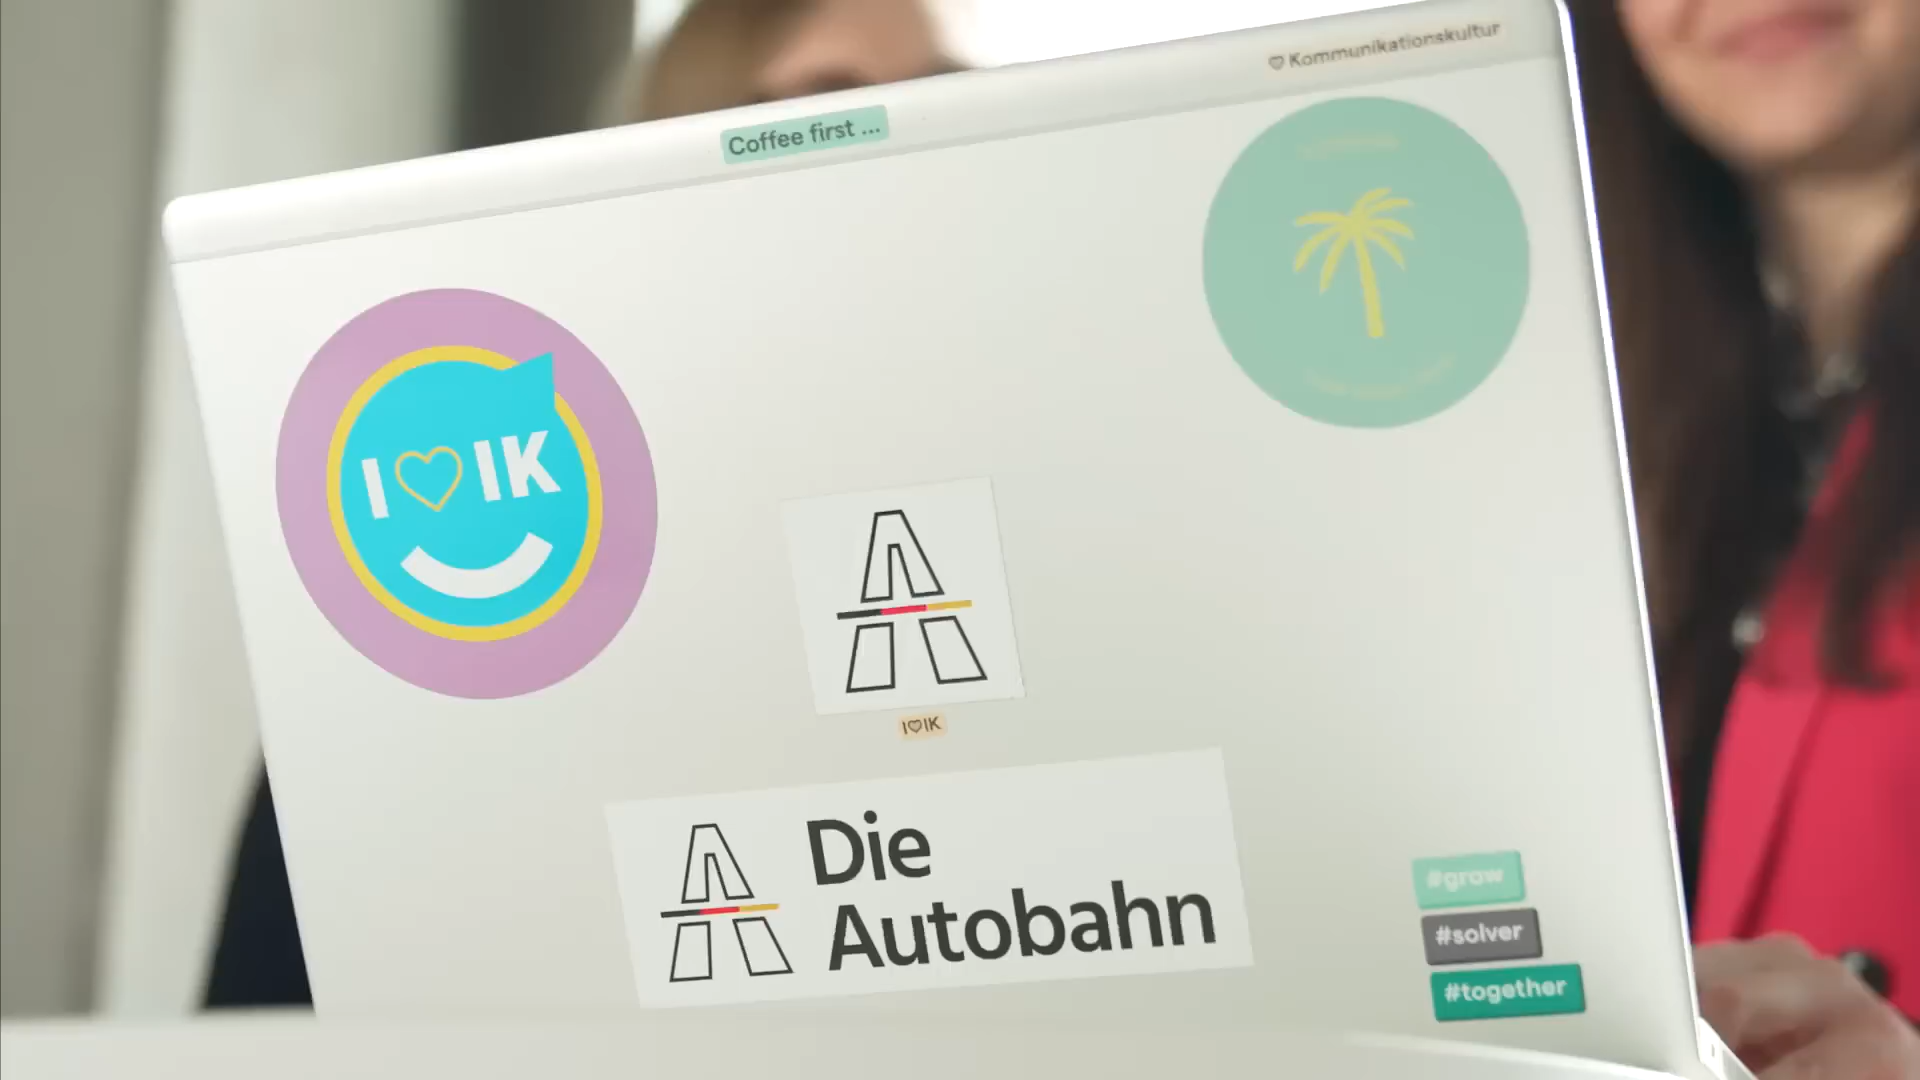 ♡ Kommunikationskultur
Coffee first ...
I ♡ IK
I♡IK
Die
Autobahn
#grow
#solver
#together